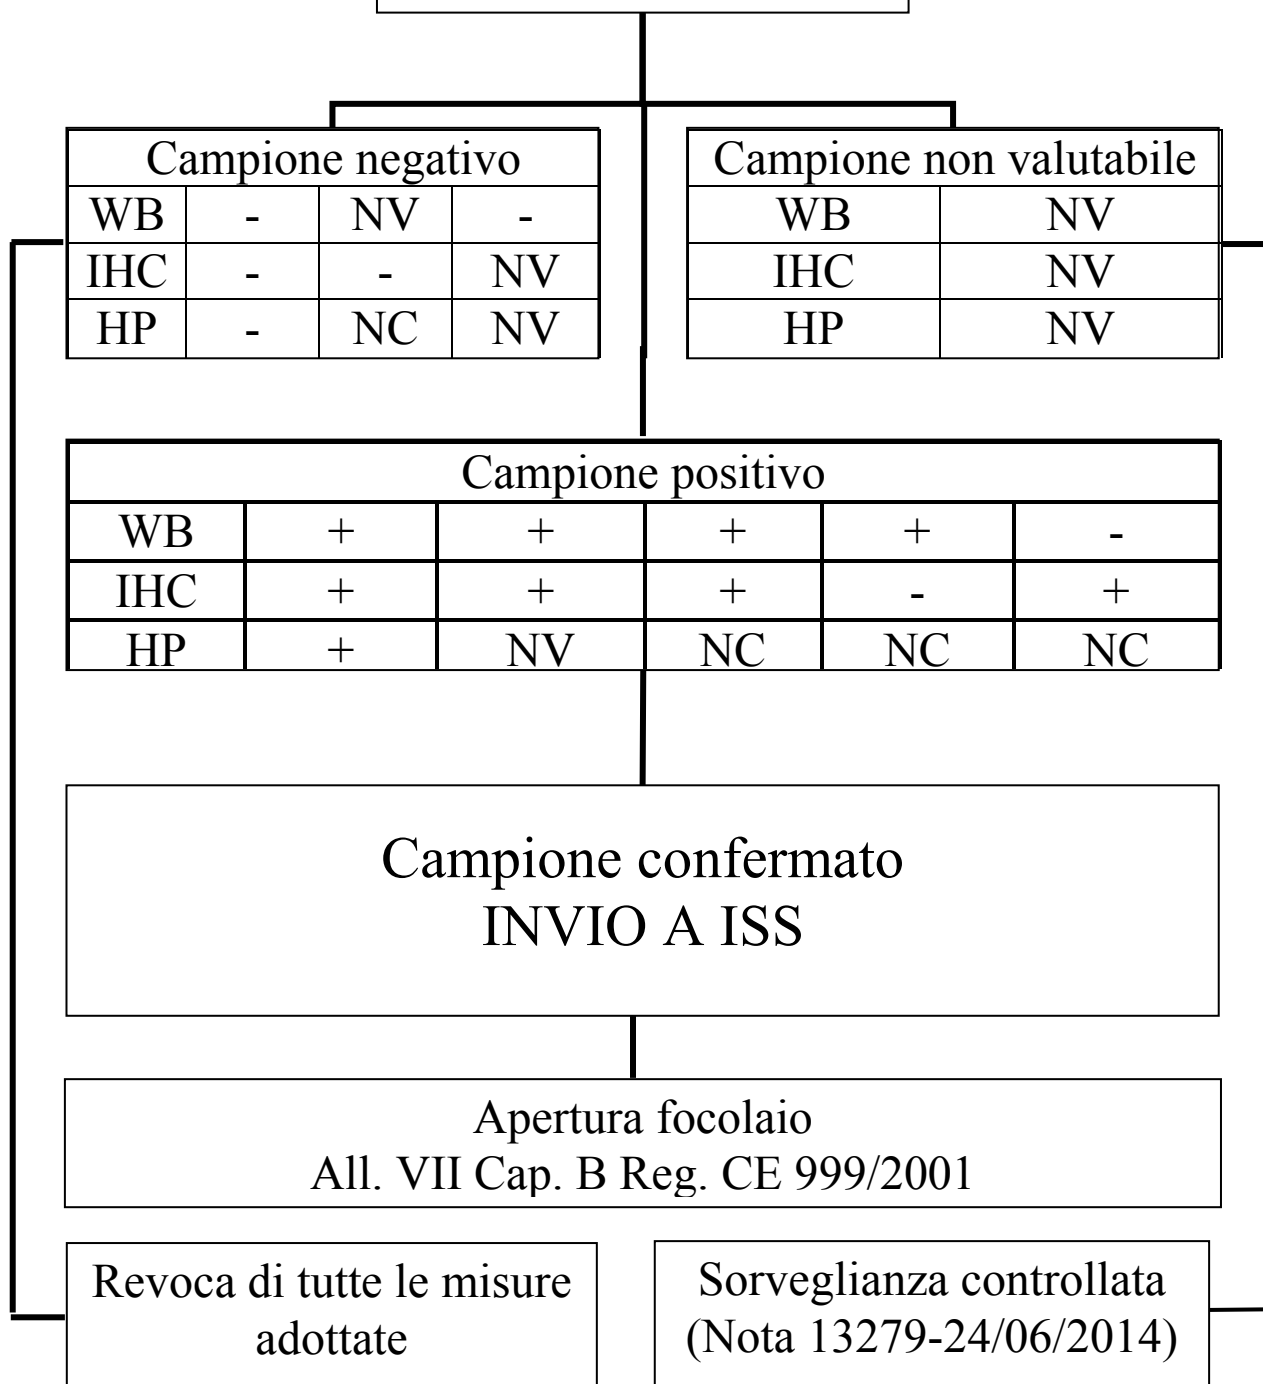 Campione negativo
WB - NV -
IHC - - NV
HP - NC NV
Campione non valutabile
WB NV
IHC NV
HP NV
Campione positivo
WB + + + + -
IHC + + + - +
HP + NV NC NC NC
Campione confermato
INVIO A ISS
Apertura focolaio
All. VII Cap. B Reg. CE 999/2001
Revoca di tutte le misure
adottate
Sorveglianza controllata
(Nota 13279-24/06/2014)